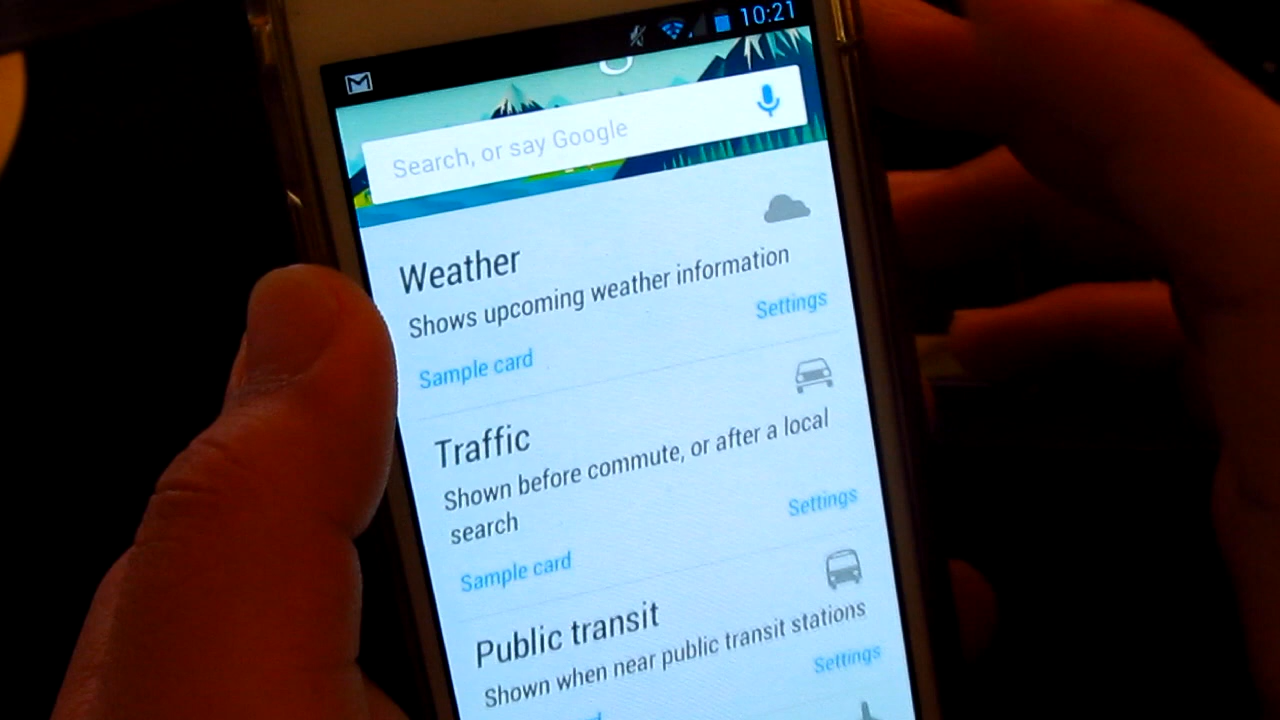 10:21
Search, or say Google
Weather
Shows upcoming weather information
Settings
Sample card
Traffic
Shown before commute, or after a local
search
Settings
Sample card
Public transit
Shown when near public transit stations
Settings